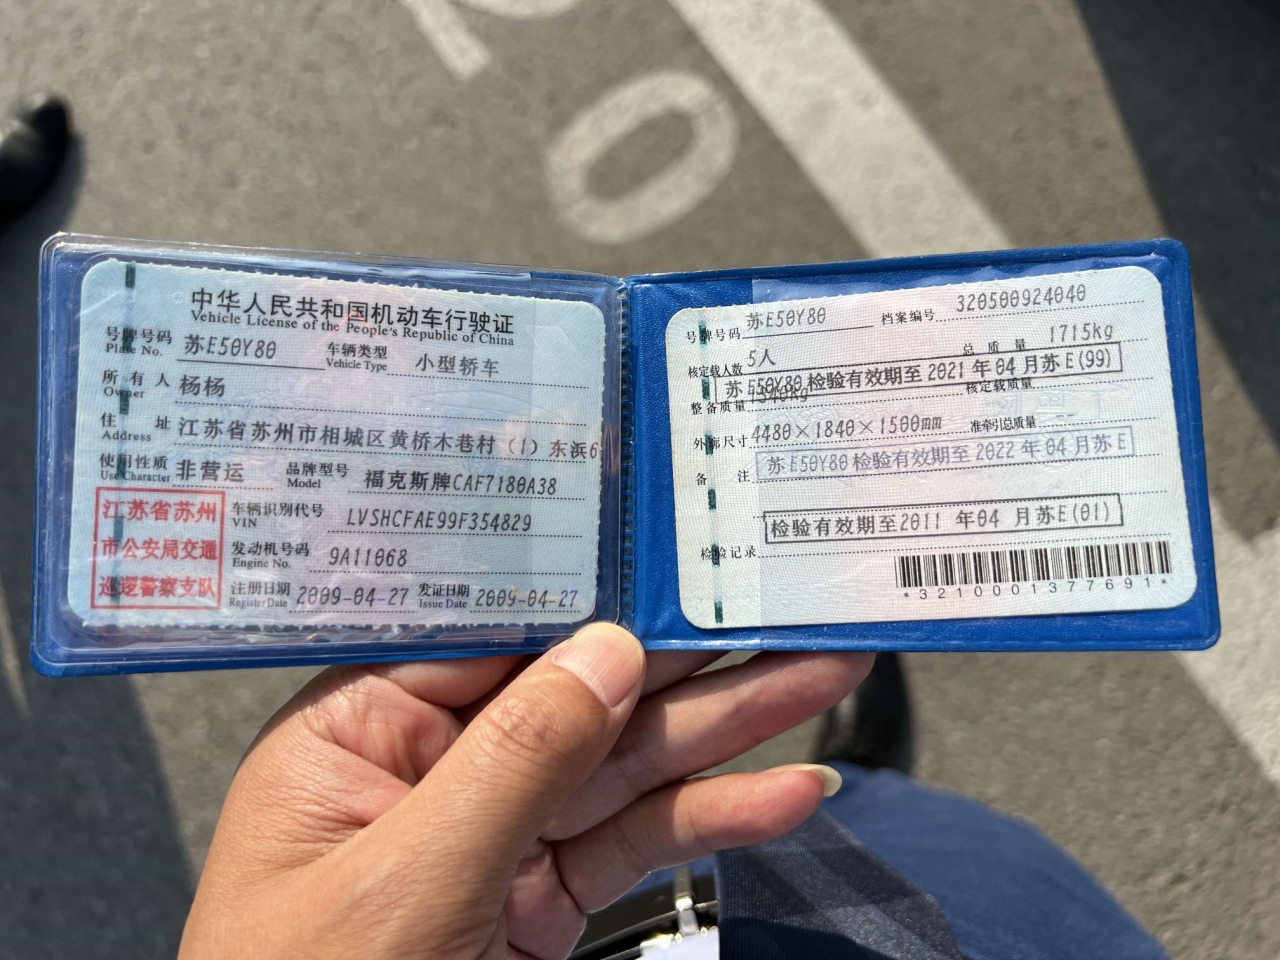 20
中华人民共和国机动车行驶证
Vehicle License of the People's Republic of China
号牌号码 苏E50Y80 车辆类型 小型轿车
Plate No. Vehicle Type
所有人 杨杨
Owner
住址 江苏省苏州市相城区黄桥木巷村（1）东浜6
Address
使用性质 非营运 品牌型号 福克斯牌CAF7180A38
Use Character Model
江苏省苏州
市公安局交通
巡逻警察支队
车辆识别代号 LVSHCFAE99F354829
VIN
发动机号码 9A11068
Engine No.
注册日期 2009-04-27 发证日期 2009-04-27
Register Date Issue Date
号牌号码 苏E50Y80 档案编号 320500924040
核定载人数 5人 总质量 1715kg
苏E50Y80检验有效期至2021年04月苏E(99)
整备质量 核定载质量
外廓尺寸 4480×1840×1500mm 准牵引总质量 --
备注 苏E50Y80检验有效期至2022年04月苏E
检验有效期至2011年04月苏E(01)
检验记录
*3210001377691*